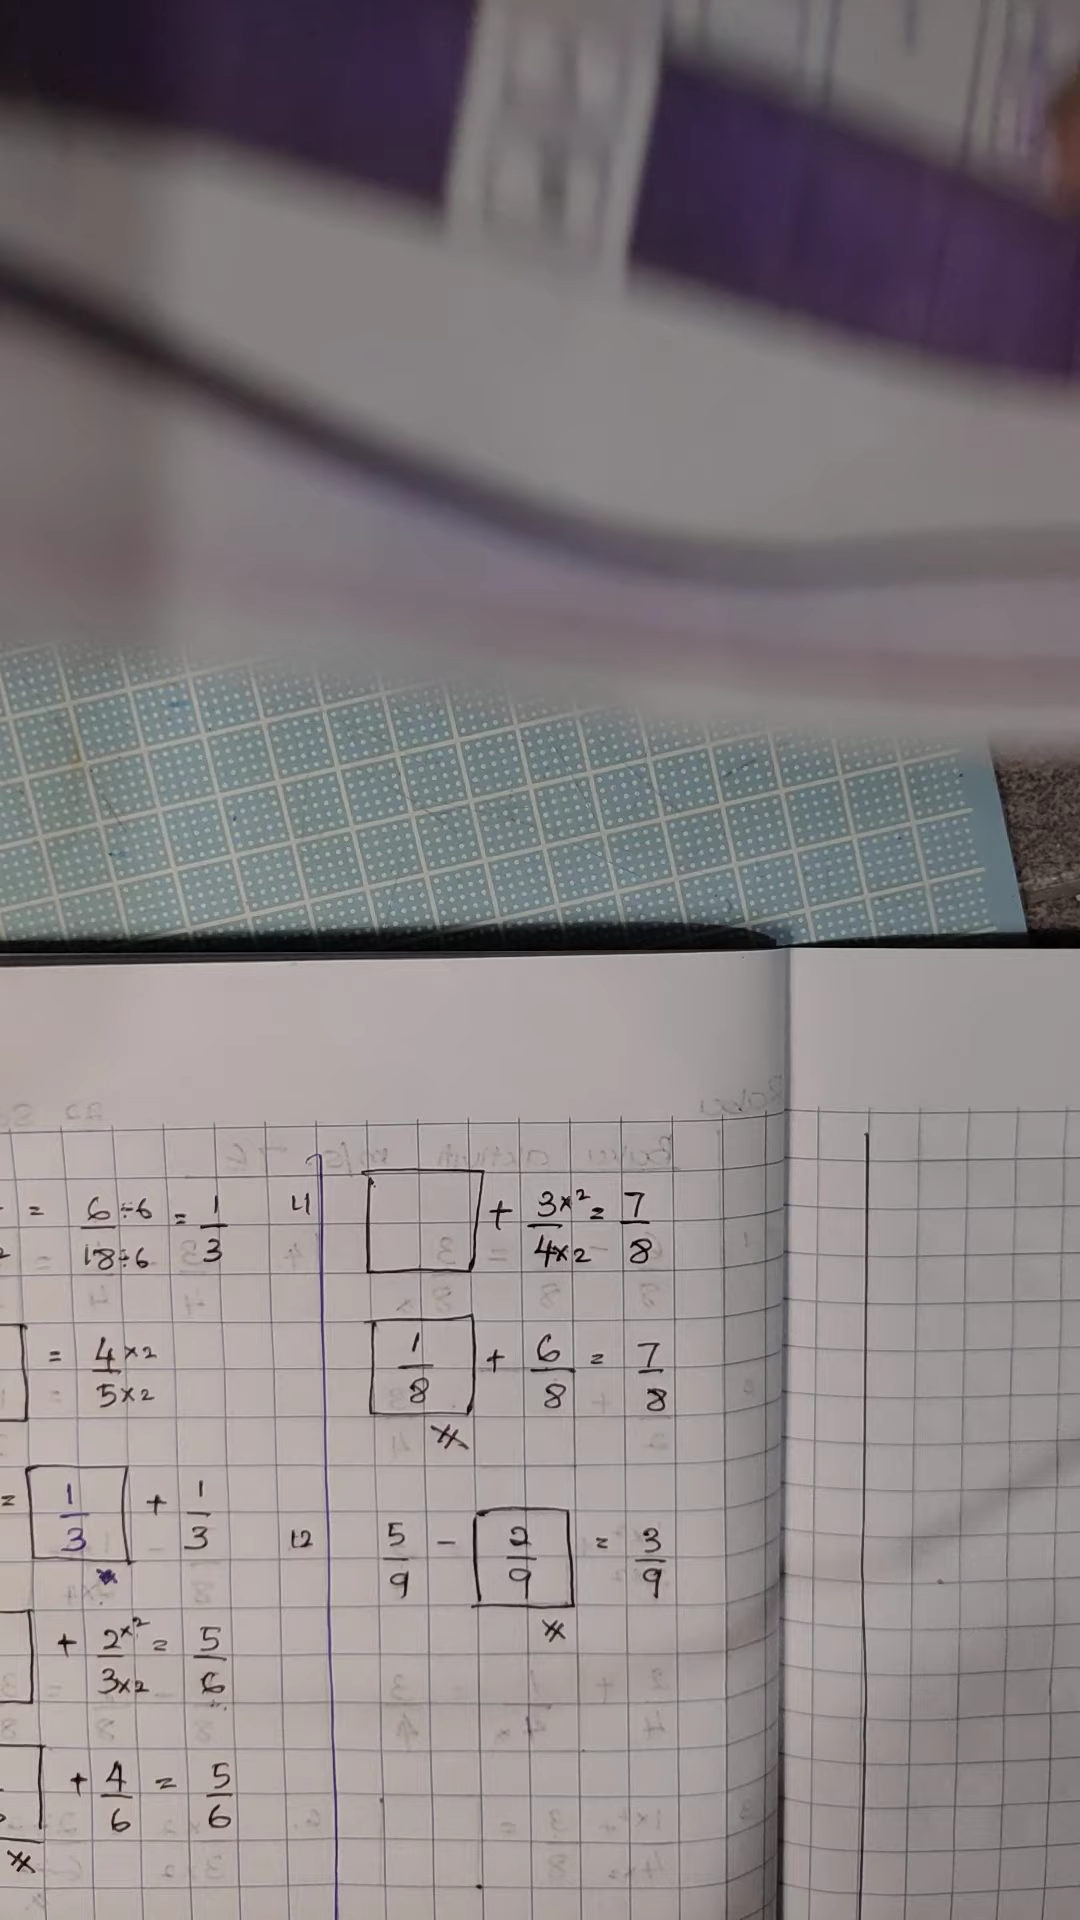 = 6÷6 = 1
18÷6 3
= 4×2
5×2
= 1 + 1
3 3
+ 2×2 = 5
3×2 6
+ 4 = 5
6 6
**
11 + 3×2 = 7
4×2 8
1 + 6 = 7
8 8 8
**
12 5 - 2 = 3
9 9 9
**